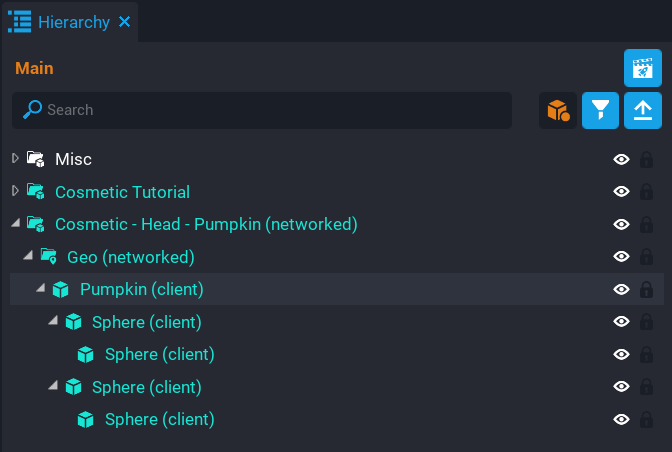 Hierarchy
Main
Search
Misc
Cosmetic Tutorial
Cosmetic - Head - Pumpkin (networked)
Geo (networked)
Pumpkin (client)
Sphere (client)
Sphere (client)
Sphere (client)
Sphere (client)